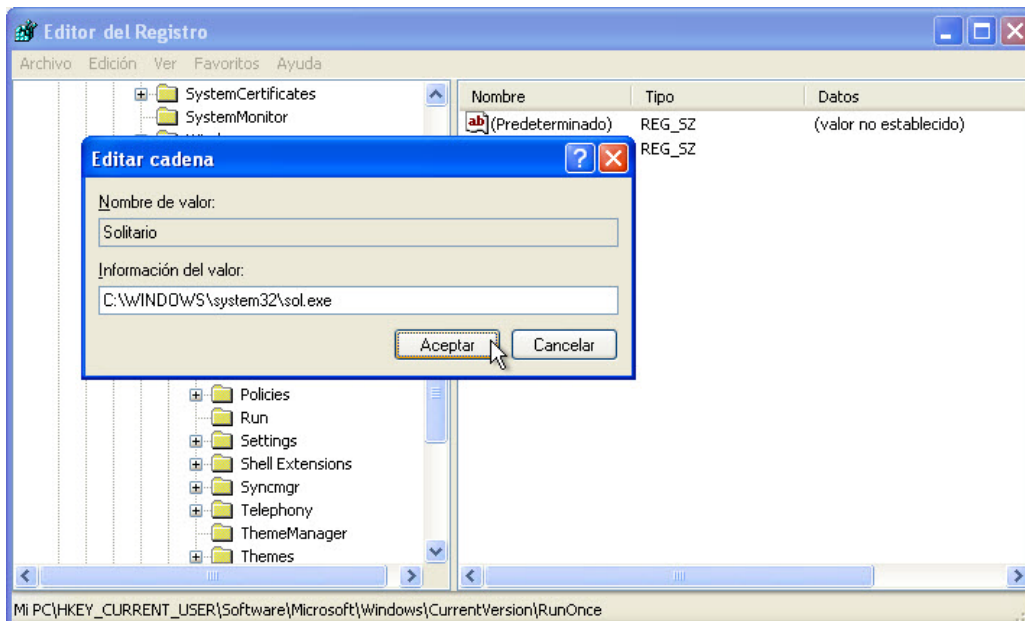 Editor del Registro
Archivo Edición Ver Favoritos Ayuda
SystemCertificates
SystemMonitor
Nombre Tipo Datos
(Predeterminado) REG_SZ (valor no establecido)
REG_SZ
Editar cadena
Nombre de valor:
Solitario
Información del valor:
C:\WINDOWS\system32\sol.exe
Aceptar Cancelar
Policies
Run
Settings
Shell Extensions
Syncmgr
Telephony
ThemeManager
Themes
Mi PC\HKEY_CURRENT_USER\Software\Microsoft\Windows\CurrentVersion\RunOnce